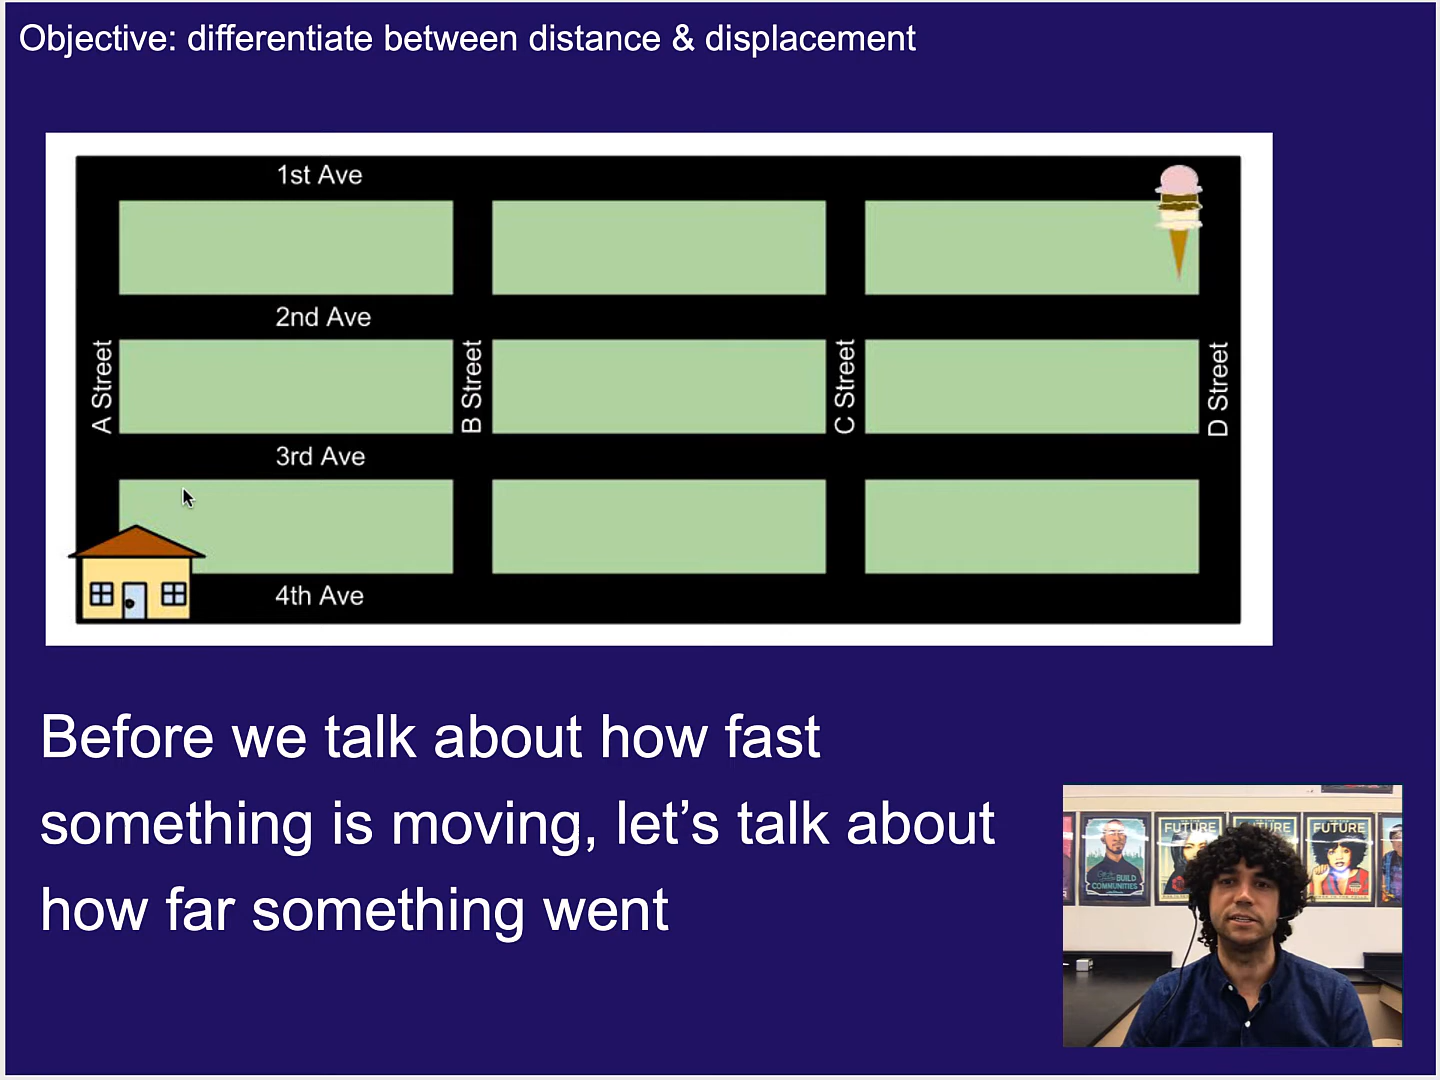 Objective: differentiate between distance & displacement
1st Ave
2nd Ave
A Street
B Street
C Street
D Street
3rd Ave
4th Ave
Before we talk about how fast
something is moving, let’s talk about
how far something went
FUTURE
FUTURE
BUILD
COMMUNITIES